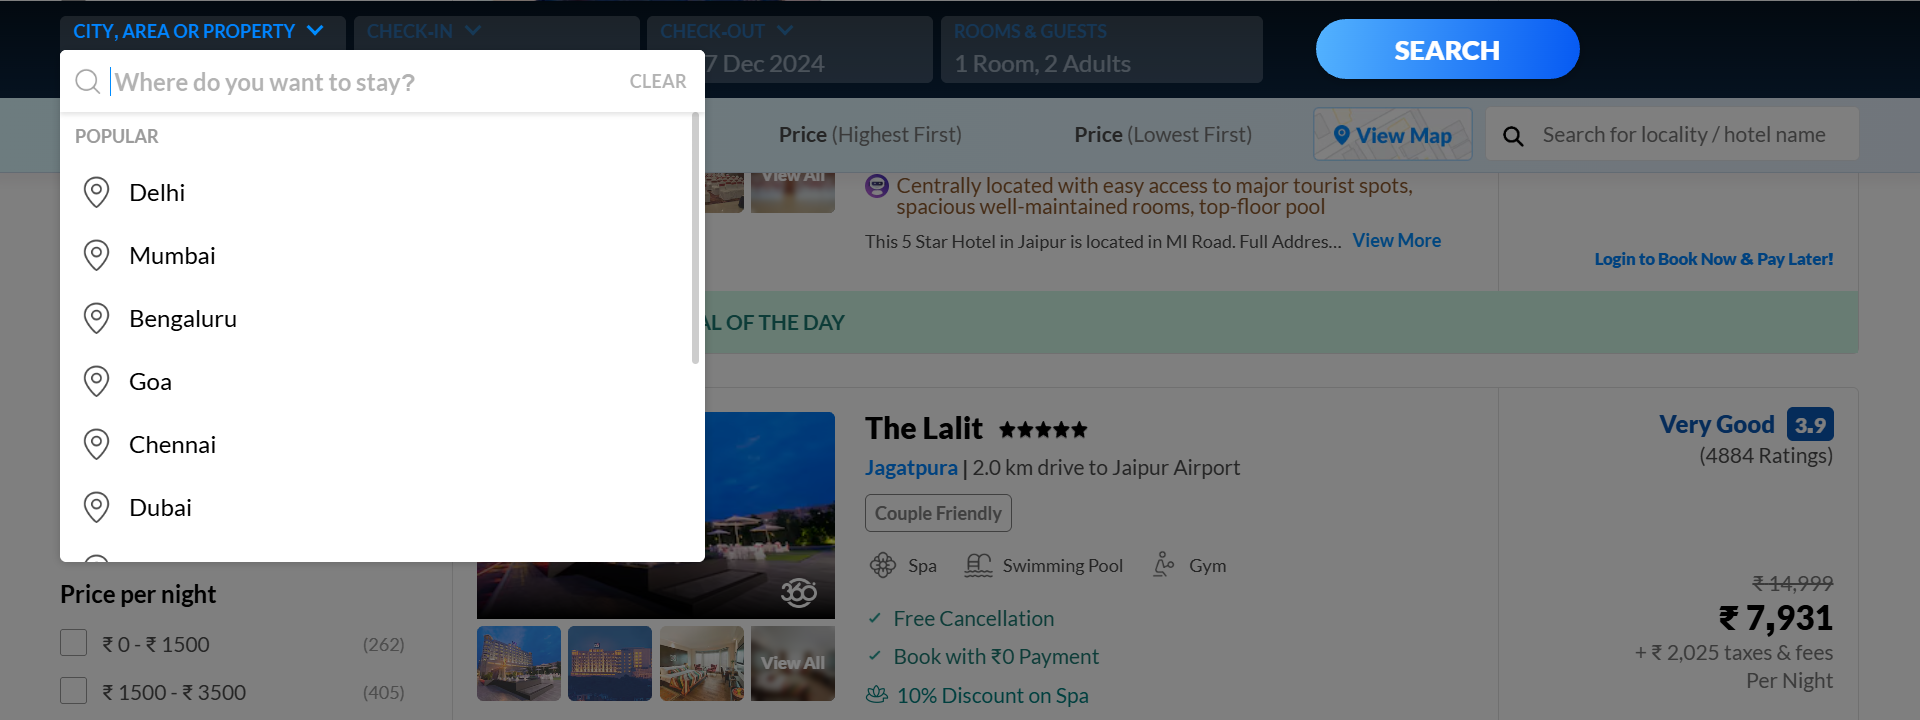 CITY, AREA OR PROPERTY
CHECK-IN
CHECK-OUT
ROOMS & GUESTS
7 Dec 2024
1 Room, 2 Adults
SEARCH
Where do you want to stay?
CLEAR
POPULAR
Delhi
Mumbai
Bengaluru
Goa
Chennai
Dubai
Price (Highest First)
Price (Lowest First)
View Map
Search for locality / hotel name
View All
Centrally located with easy access to major tourist spots,
spacious well-maintained rooms, top-floor pool
This 5 Star Hotel in Jaipur is located in MI Road. Full Addres... View More
Login to Book Now & Pay Later!
AL OF THE DAY
The Lalit
Jagatpura | 2.0 km drive to Jaipur Airport
Couple Friendly
Spa
Swimming Pool
Gym
Free Cancellation
Book with ₹0 Payment
10% Discount on Spa
360°
View All
Very Good 3.9
(4884 Ratings)
₹ 14,999
₹ 7,931
+ ₹ 2,025 taxes & fees
Per Night
Price per night
₹ 0 - ₹ 1500 (262)
₹ 1500 - ₹ 3500 (405)